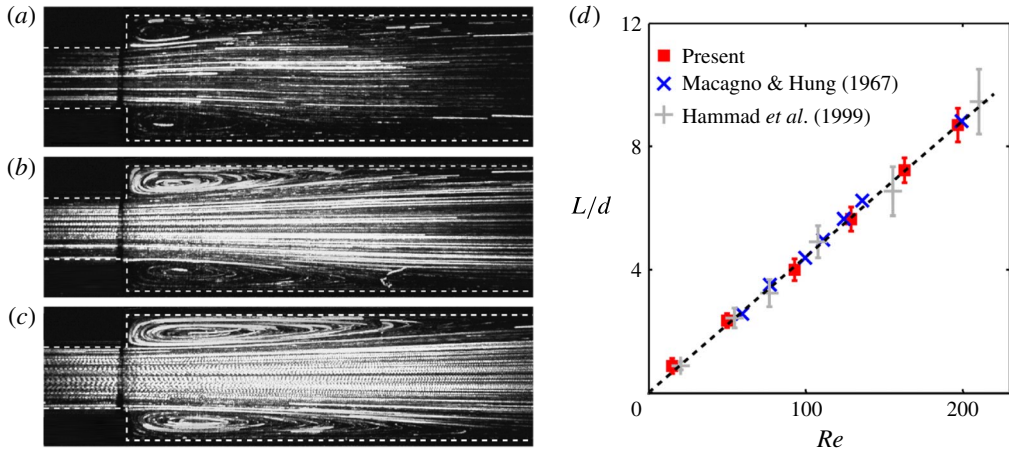 (a)
(b)
(c)
(d)
12
8
4
0
L/d
Present
Macagno & Hung (1967)
Hammad et al. (1999)
100
200
Re